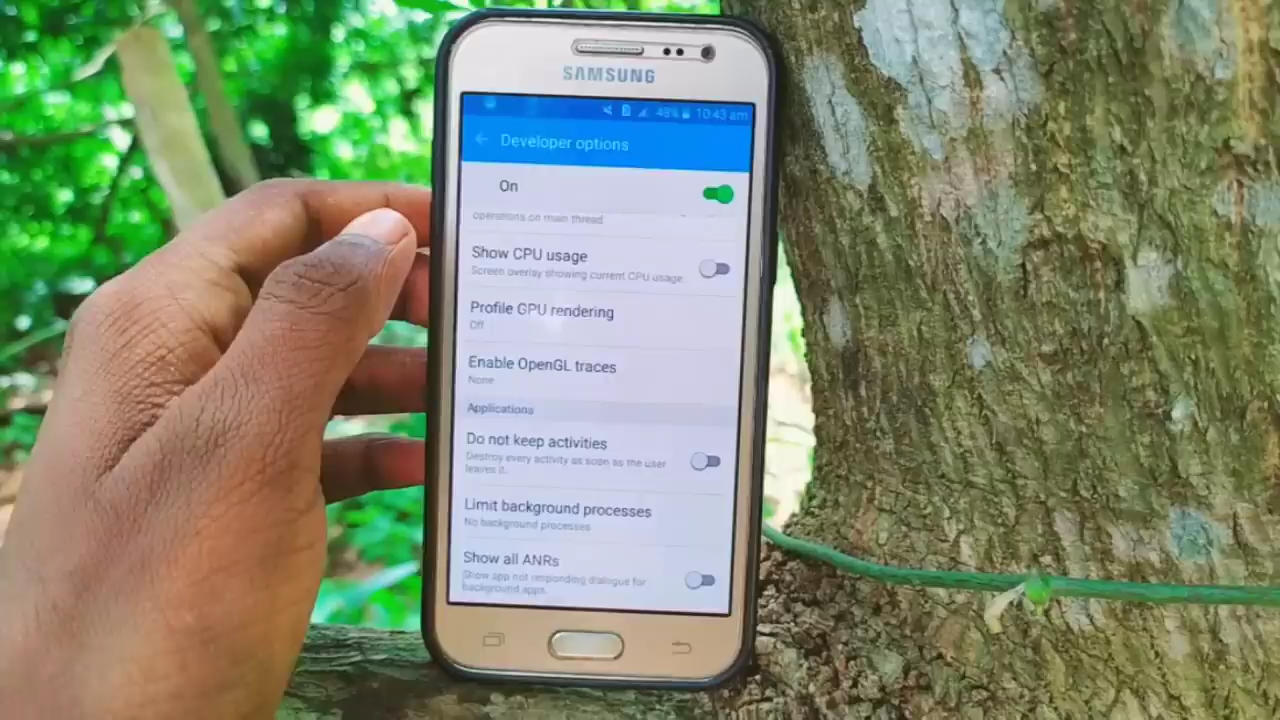 SAMSUNG
48% 10:43 am
Developer options
On
operations on main thread
Show CPU usage
Screen overlay showing current CPU usage.
Profile GPU rendering
Off
Enable OpenGL traces
None
Applications
Do not keep activities
Destroy every activity as soon as the user
leaves it.
Limit background processes
No background processes
Show all ANRs
Show app not responding dialogue for
background apps.